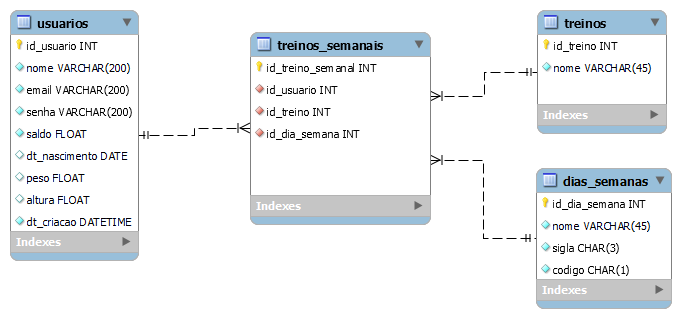 usuarios
id_usuario INT
nome VARCHAR(200)
email VARCHAR(200)
senha VARCHAR(200)
saldo FLOAT
dt_nascimento DATE
peso FLOAT
altura FLOAT
dt_criacao DATETIME
Indexes
treinos_semanais
id_treino_semanal INT
id_usuario INT
id_treino INT
id_dia_semana INT
Indexes
treinos
id_treino INT
nome VARCHAR(45)
Indexes
dias_semanas
id_dia_semana INT
nome VARCHAR(45)
sigla CHAR(3)
codigo CHAR(1)
Indexes